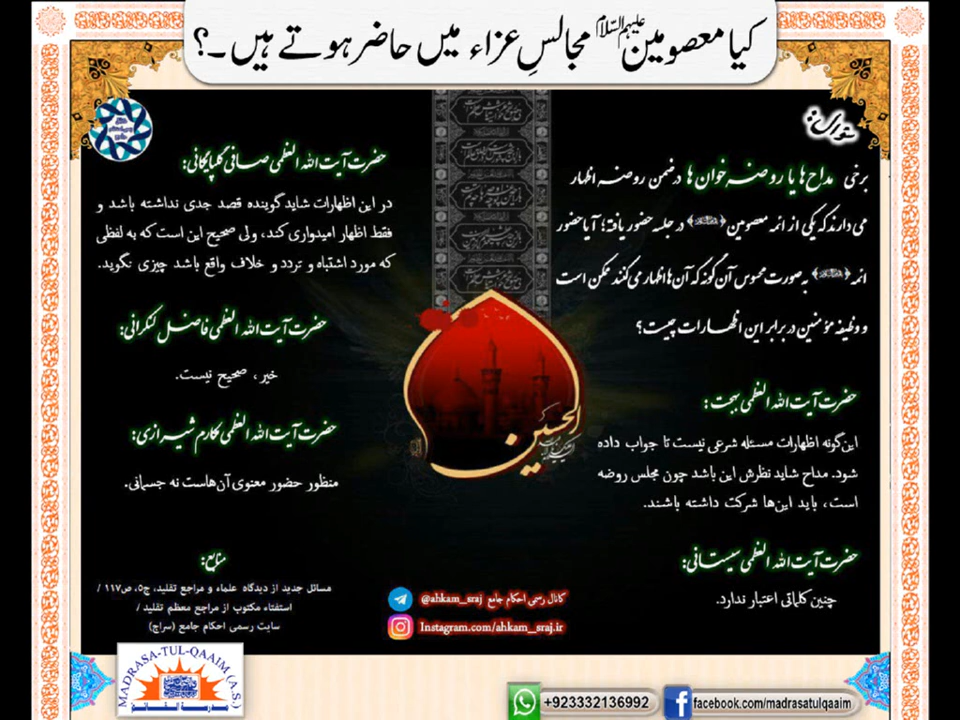 کیا معصومین علیہم السلام مجالسِ عزاء میں حاضر ہوتے ہیں۔؟
سوال:
برخی مداح‌ها یا روضه خوان‌ها در ضمن روضه اظهار
می دارند که یکی از ائمه معصومین در جلسه حضور یافته؛ آیا حضور
ائمه به صورت محسوس آن گونه که آن‌ها اظهار می‌کنند ممکن است
و وظیفه مؤمنین در برابر این اظهارات چیست؟
حضرت آیت الله العظمی بهجت:
این‌گونه اظهارات مسئله شرعی نیست تا جواب داده
شود. مداح شاید نظرش این باشد چون مجلس روضه
است، باید این‌ها شرکت داشته باشند.
حضرت آیت الله العظمی سیستانی:
چنین کلماتی اعتبار ندارد.
حضرت آیت الله العظمی صافی گلپایگانی:
در این اظهارات شاید گوینده قصد جدی نداشته باشد و
فقط اظهار امیدواری کند، ولی صحیح این است که به لفظی
که مورد اشتباه و تردد و خلاف واقع باشد چیزی نگوید.
حضرت آیت الله العظمی فاضل لنکرانی:
خیر، صحیح نیست.
حضرت آیت الله العظمی مکارم شیرازی:
منظور حضور معنوی آن‌هاست نه جسمانی.
منابع:
مسائل جدید از دیدگاه علماء و مراجع تقلید، ج۵، ص۱۱۷ /
استفتاء مکتوب از مراجع معظم تقلید /
سایت رسمی احکام جامع (سراج)
الحسین
کانال رسمی احکام جامع @ahkam_sraj
Instagram.com/ahkam_sraj.ir
MADRASA-TUL-QAAIM (A.S)
مدرسة القائم
+923332136992
facebook.com/madrasatulqaaim